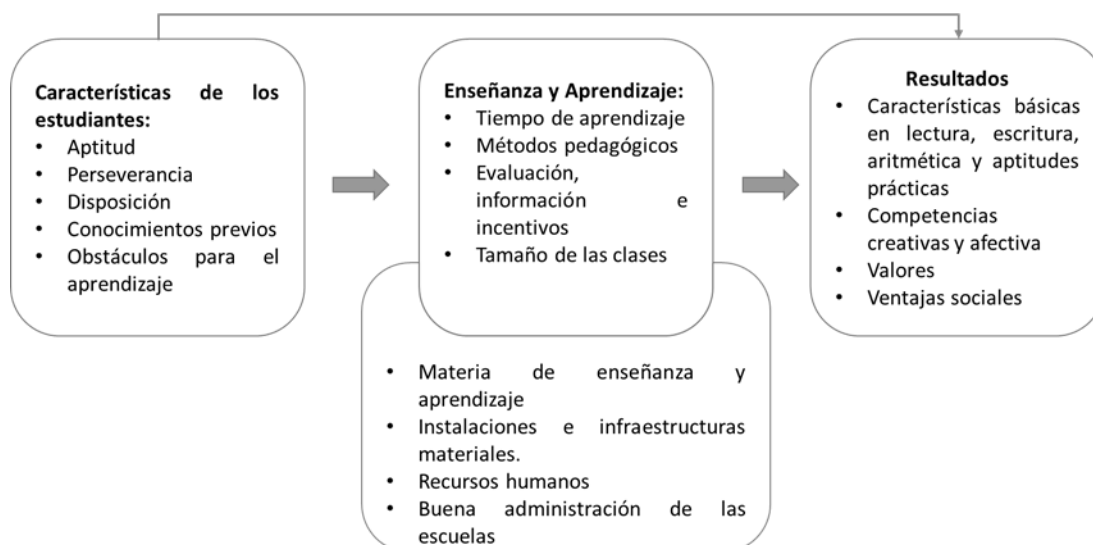 Características de los
estudiantes:
• Aptitud
• Perseverancia
• Disposición
• Conocimientos previos
• Obstáculos para el
aprendizaje
Enseñanza y Aprendizaje:
• Tiempo de aprendizaje
• Métodos pedagógicos
• Evaluación,
información e
incentivos
• Tamaño de las clases
• Materia de enseñanza y
aprendizaje
• Instalaciones e infraestructuras
materiales.
• Recursos humanos
• Buena administración de las
escuelas
Resultados
• Características básicas
en lectura, escritura,
aritmética y aptitudes
prácticas
• Competencias
creativas y afectiva
• Valores
• Ventajas sociales